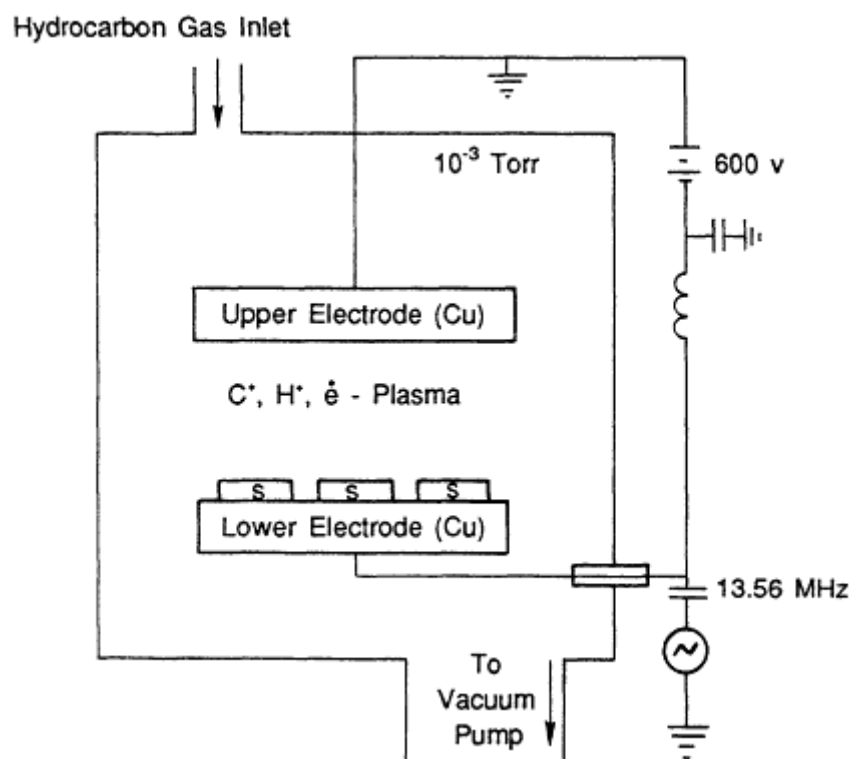 Hydrocarbon Gas Inlet
10⁻³ Torr
600 v
Upper Electrode (Cu)
C⁺, H⁺, ė - Plasma
S S S
Lower Electrode (Cu)
13.56 MHz
To
Vacuum
Pump